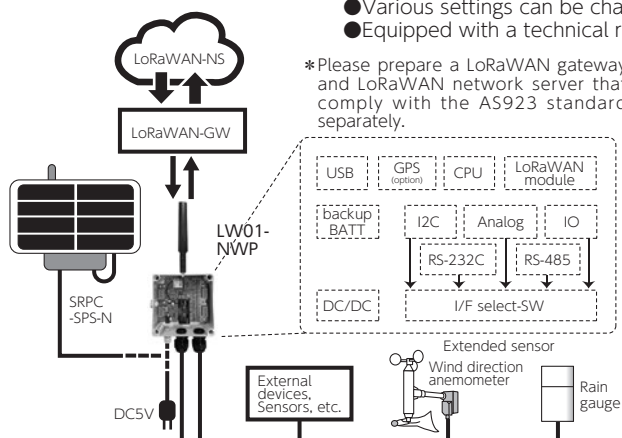 ●Various settings can be cha
●Equipped with a technical r
*Please prepare a LoRaWAN gateway
and LoRaWAN network server that
comply with the AS923 standard
separately.
LoRaWAN-NS
LoRaWAN-GW
USB
GPS
(option)
CPU
LoRaWAN
module
backup
BATT
I2C
Analog
IO
RS-232C
RS-485
DC/DC
I/F select-SW
LW01-
NWP
SRPC
-SPS-N
DC5V
External
devices,
Sensors, etc.
Extended sensor
Wind direction
anemometer
Rain
gauge